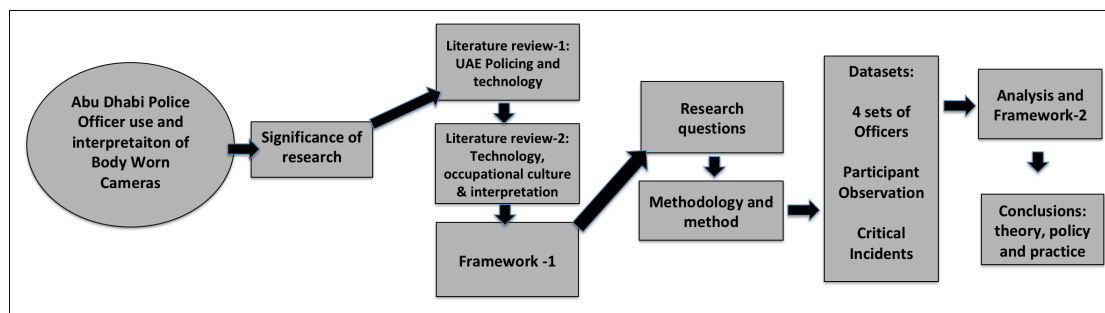 Abu Dhabi Police
Officer use and
interpretaiton of
Body Worn
Cameras
Significance of
research
Literature review-1:
UAE Policing and
technology
Literature review-2:
Technology,
occupational culture
& interpretation
Framework -1
Research
questions
Methodology and
method
Datasets:
4 sets of
Officers
Participant
Observation
Critical
Incidents
Analysis and
Framework-2
Conclusions:
theory, policy
and practice